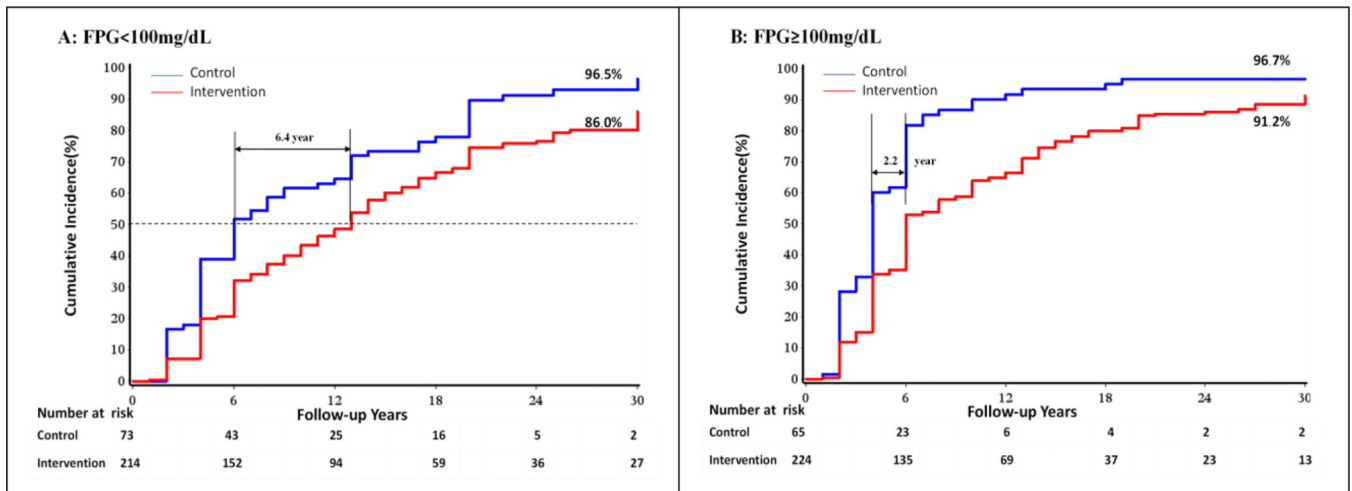 A: FPG<100mg/dL
Control
Intervention
96.5%
86.0%
6.4 year
100
90
80
70
60
50
40
30
20
10
0
Cumulative Incidence(%)
0 6 12 18 24 30
Follow-up Years
Number at risk
Control 73 43 25 16 5 2
Intervention 214 152 94 59 36 27
B: FPG≥100mg/dL
Control
Intervention
96.7%
91.2%
2.2 year
100
90
80
70
60
50
40
30
20
10
0
Cumulative Incidence(%)
0 6 12 18 24 30
Follow-up Years
Number at risk
Control 65 23 6 4 2 2
Intervention 224 135 69 37 23 13